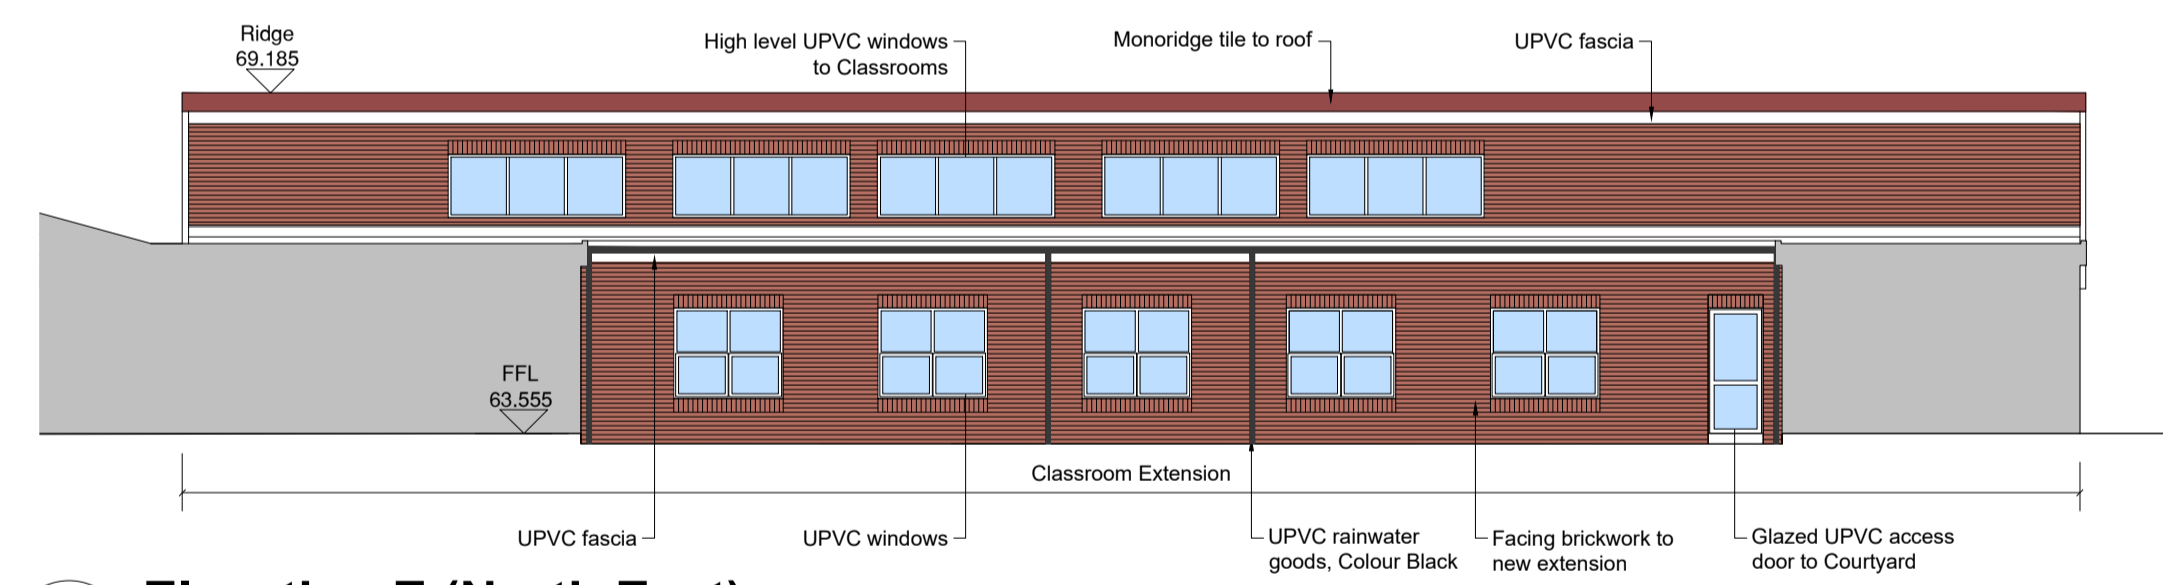 Ridge
69.185
High level UPVC windows
to Classrooms
Monoridge tile to roof
UPVC fascia
FFL
63.555
Classroom Extension
UPVC fascia
UPVC windows
UPVC rainwater
goods, Colour Black
Facing brickwork to
new extension
Glazed UPVC access
door to Courtyard